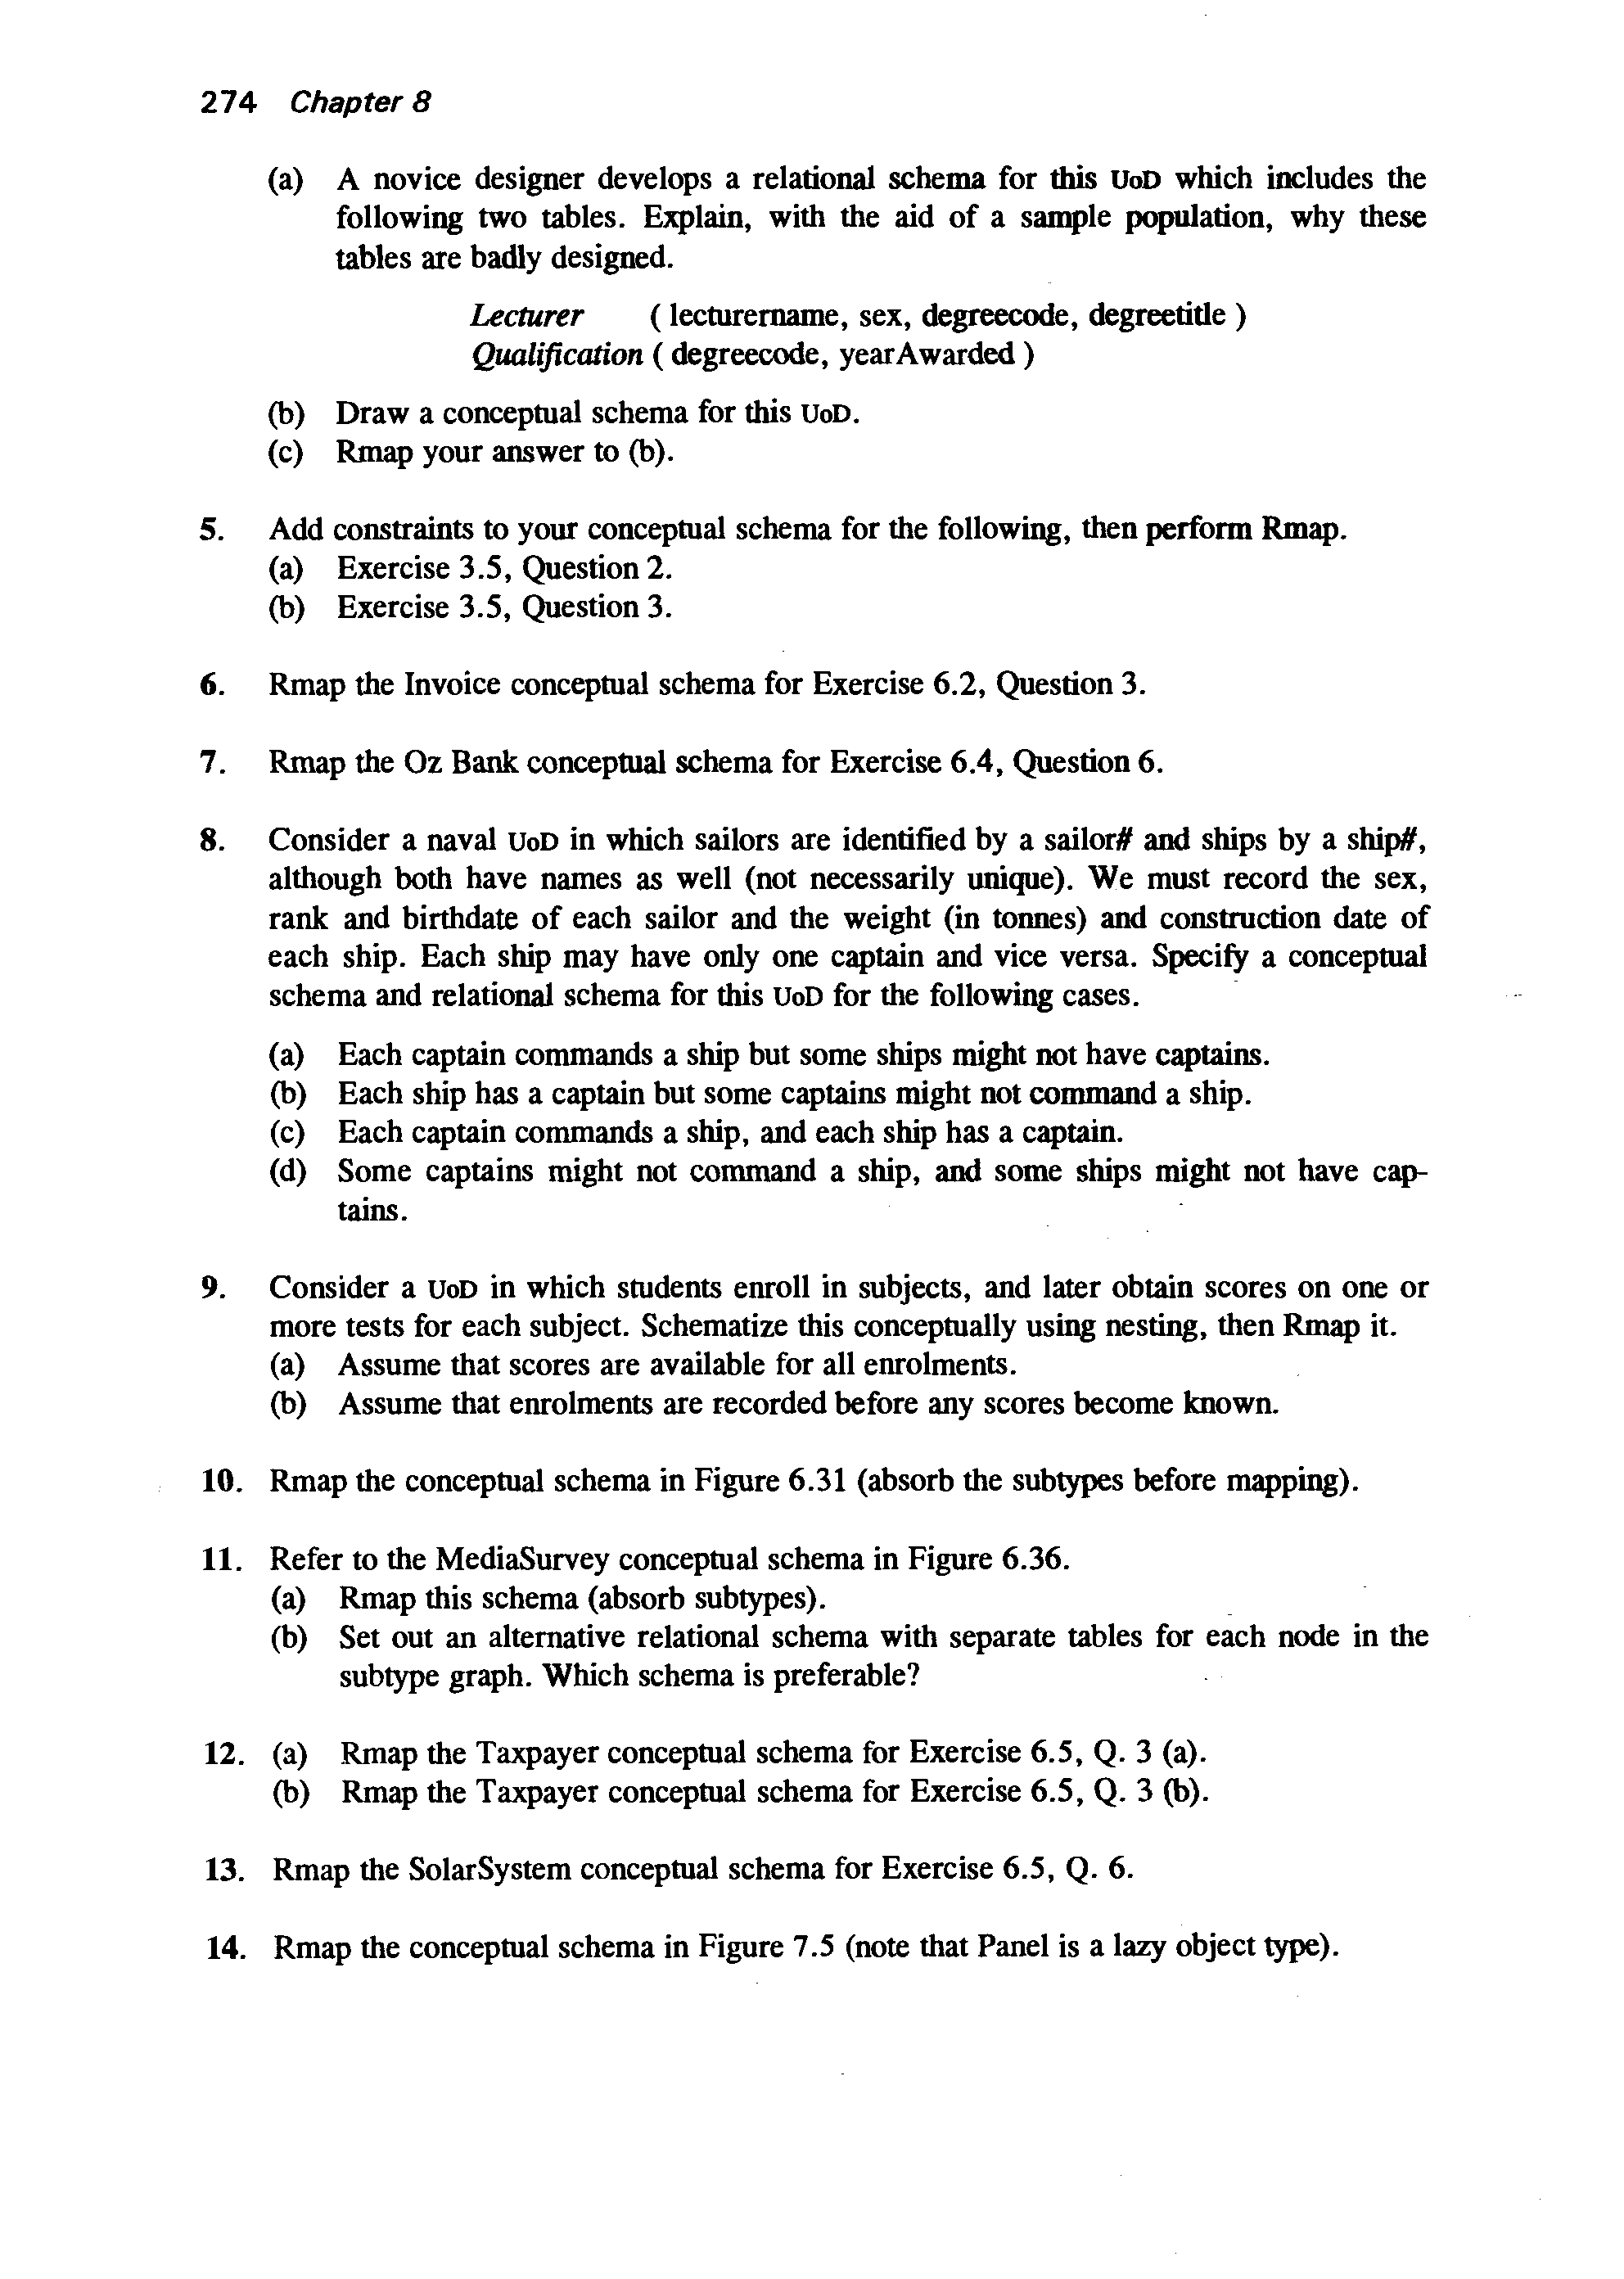 274 Chapter 8
(a) A novice designer develops a relational schema for this UoD which includes the
following two tables. Explain, with the aid of a sample population, why these
tables are badly designed.
Lecturer ( lecturername, sex, degreecode, degreetitle )
Qualification ( degreecode, yearAwarded )
(b) Draw a conceptual schema for this UoD.
(c) Rmap your answer to (b).
5. Add constraints to your conceptual schema for the following, then perform Rmap.
(a) Exercise 3.5, Question 2.
(b) Exercise 3.5, Question 3.
6. Rmap the Invoice conceptual schema for Exercise 6.2, Question 3.
7. Rmap the Oz Bank conceptual schema for Exercise 6.4, Question 6.
8. Consider a naval UoD in which sailors are identified by a sailor# and ships by a ship#,
although both have names as well (not necessarily unique). We must record the sex,
rank and birthdate of each sailor and the weight (in tonnes) and construction date of
each ship. Each ship may have only one captain and vice versa. Specify a conceptual
schema and relational schema for this UoD for the following cases.
(a) Each captain commands a ship but some ships might not have captains.
(b) Each ship has a captain but some captains might not command a ship.
(c) Each captain commands a ship, and each ship has a captain.
(d) Some captains might not command a ship, and some ships might not have cap-
tains.
9. Consider a UoD in which students enroll in subjects, and later obtain scores on one or
more tests for each subject. Schematize this conceptually using nesting, then Rmap it.
(a) Assume that scores are available for all enrolments.
(b) Assume that enrolments are recorded before any scores become known.
10. Rmap the conceptual schema in Figure 6.31 (absorb the subtypes before mapping).
11. Refer to the MediaSurvey conceptual schema in Figure 6.36.
(a) Rmap this schema (absorb subtypes).
(b) Set out an alternative relational schema with separate tables for each node in the
subtype graph. Which schema is preferable?
12. (a) Rmap the Taxpayer conceptual schema for Exercise 6.5, Q. 3 (a).
(b) Rmap the Taxpayer conceptual schema for Exercise 6.5, Q. 3 (b).
13. Rmap the SolarSystem conceptual schema for Exercise 6.5, Q. 6.
14. Rmap the conceptual schema in Figure 7.5 (note that Panel is a lazy object type).